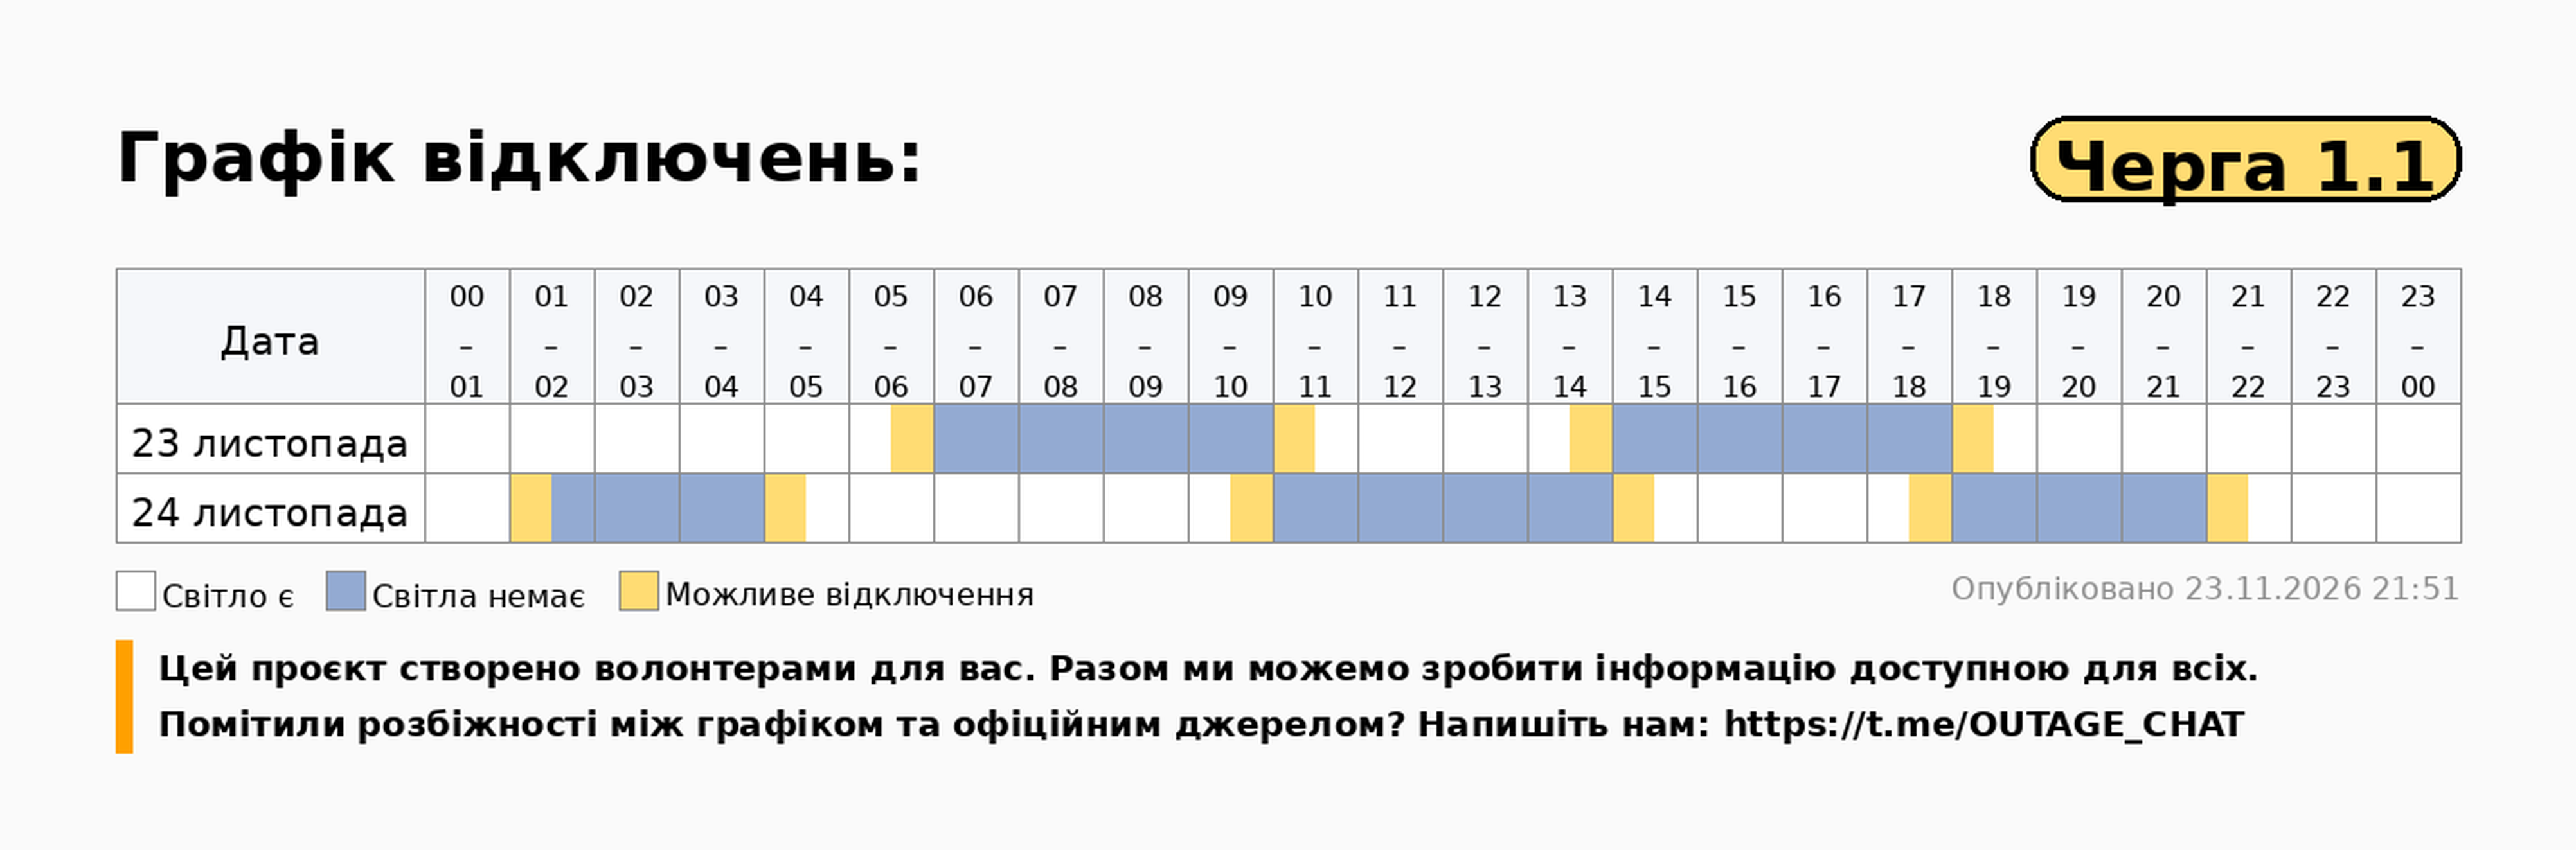 Графік відключень:
Черга 1.1
Дата
00 – 01
01 – 02
02 – 03
03 – 04
04 – 05
05 – 06
06 – 07
07 – 08
08 – 09
09 – 10
10 – 11
11 – 12
12 – 13
13 – 14
14 – 15
15 – 16
16 – 17
17 – 18
18 – 19
19 – 20
20 – 21
21 – 22
22 – 23
23 – 00
23 листопада
24 листопада
Світло є
Світла немає
Можливе відключення
Опубліковано 23.11.2026 21:51
Цей проєкт створено волонтерами для вас. Разом ми можемо зробити інформацію доступною для всіх.
Помітили розбіжності між графіком та офіційним джерелом? Напишіть нам: https://t.me/OUTAGE_CHAT